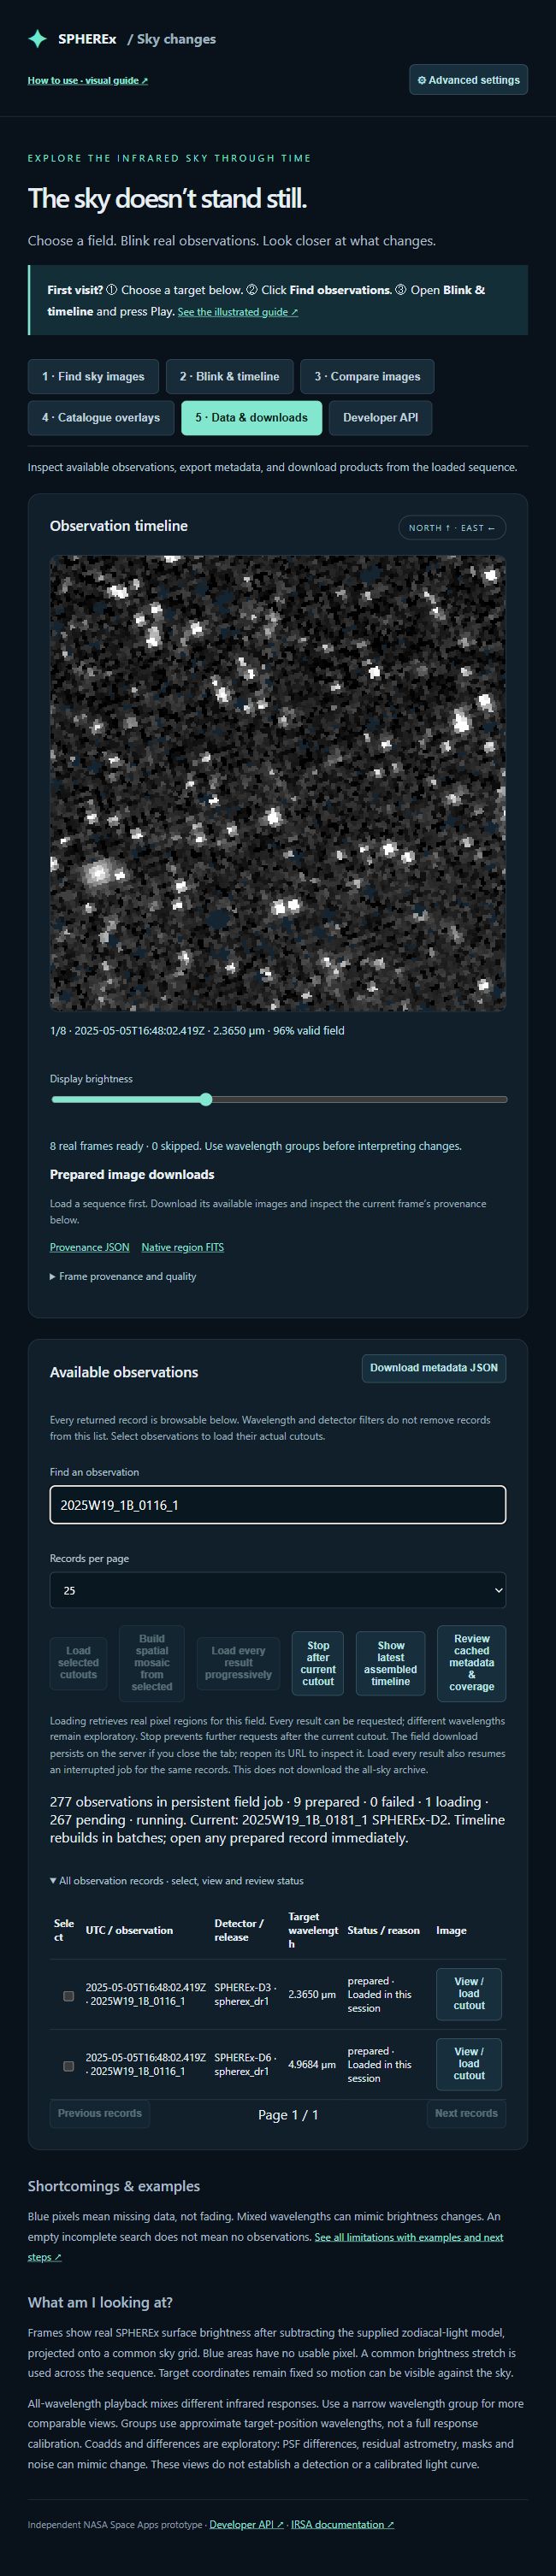 SPHEREx / Sky changes
How to use · visual guide ↗
⚙ Advanced settings
EXPLORE THE INFRARED SKY THROUGH TIME
The sky doesn’t stand still.
Choose a field. Blink real observations. Look closer at what changes.
First visit? ① Choose a target below. ② Click Find observations. ③ Open Blink &
timeline and press Play. See the illustrated guide ↗
1 · Find sky images
2 · Blink & timeline
3 · Compare images
4 · Catalogue overlays
5 · Data & downloads
Developer API
Inspect available observations, export metadata, and download products from the loaded sequence.
Observation timeline
NORTH ↑ · EAST ←
1/8 · 2025-05-05T16:48:02.419Z · 2.3650 µm · 96% valid field
Display brightness
8 real frames ready · 0 skipped. Use wavelength groups before interpreting changes.
Prepared image downloads
Load a sequence first. Download its available images and inspect the current frame’s provenance
below.
Provenance JSON Native region FITS
▶ Frame provenance and quality
Available observations
Download metadata JSON
Every returned record is browsable below. Wavelength and detector filters do not remove records
from this list. Select observations to load their actual cutouts.
Find an observation
2025W19_1B_0116_1
Records per page
25
Load
selected
cutouts
Build
spatial
mosaic
from
selected
Load every
result
progressively
Stop
after
current
cutout
Show
latest
assembled
timeline
Review
cached
metadata
&
coverage
Loading retrieves real pixel regions for this field. Every result can be requested; different wavelengths
remain exploratory. Stop prevents further requests after the current cutout. The field download
persists on the server if you close the tab; reopen its URL to inspect it. Load every result also resumes
an interrupted job for the same records. This does not download the all-sky archive.
277 observations in persistent field job · 9 prepared · 0 failed · 1 loading ·
267 pending · running. Current: 2025W19_1B_0181_1 SPHEREx-D2. Timeline
rebuilds in batches; open any prepared record immediately.
▼ All observation records · select, view and review status
Sele
ct
UTC / observation
Detector /
release
Target
wavelengt
h
Status / reason
Image
2025-05-05T16:48:02.419Z
· 2025W19_1B_0116_1
SPHEREx-D3 ·
spherex_dr1
2.3650 µm
prepared ·
Loaded in this
session
View /
load
cutout
2025-05-05T16:48:02.419Z
· 2025W19_1B_0116_1
SPHEREx-D6 ·
spherex_dr1
4.9684 µm
prepared ·
Loaded in this
session
View /
load
cutout
Previous records
Page 1 / 1
Next records
Shortcomings & examples
Blue pixels mean missing data, not fading. Mixed wavelengths can mimic brightness changes. An
empty incomplete search does not mean no observations. See all limitations with examples and next
steps ↗
What am I looking at?
Frames show real SPHEREx surface brightness after subtracting the supplied zodiacal-light model,
projected onto a common sky grid. Blue areas have no usable pixel. A common brightness stretch is
used across the sequence. Target coordinates remain fixed so motion can be visible against the sky.
All-wavelength playback mixes different infrared responses. Use a narrow wavelength group for more
comparable views. Groups use approximate target-position wavelengths, not a full response
calibration. Coadds and differences are exploratory: PSF differences, residual astrometry, masks and
noise can mimic change. These views do not establish a detection or a calibrated light curve.
Independent NASA Space Apps prototype · Developer API ↗ · IRSA documentation ↗